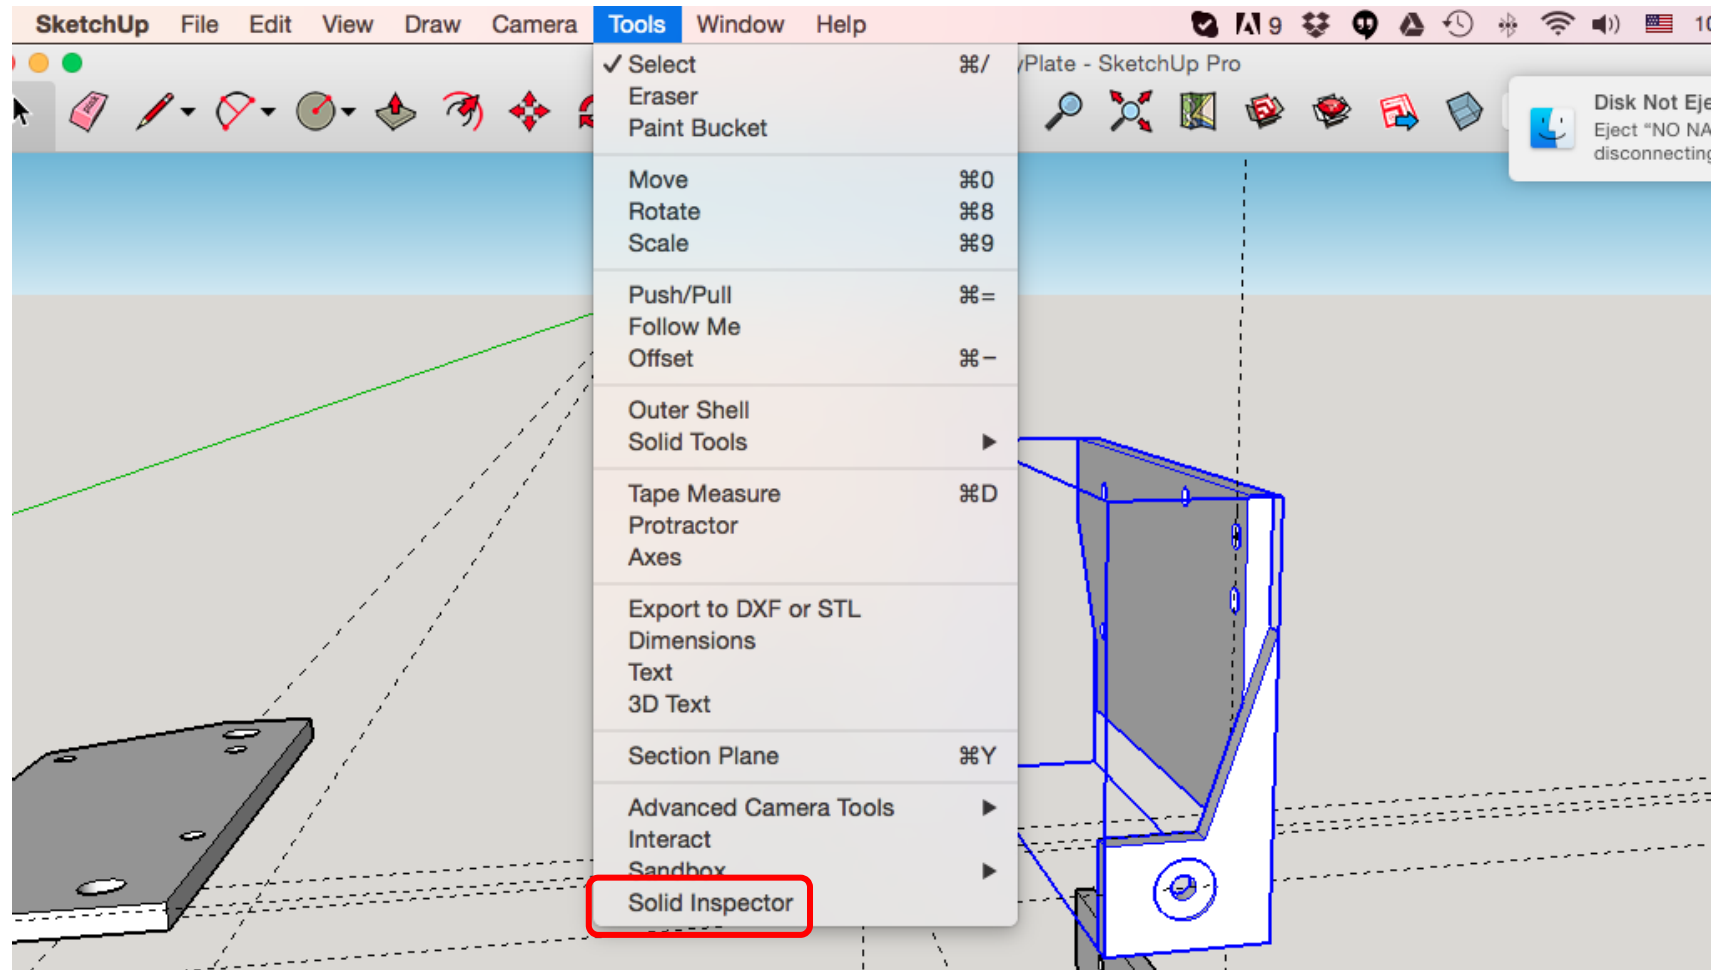 SketchUp File Edit View Draw Camera Tools Window Help 9
yPlate - SketchUp Pro
Disk Not Eje
Eject “NO NA
disconnecting
✓ Select ⌘/
Eraser
Paint Bucket
Move ⌘0
Rotate ⌘8
Scale ⌘9
Push/Pull ⌘=
Follow Me
Offset ⌘−
Outer Shell
Solid Tools ▶
Tape Measure ⌘D
Protractor
Axes
Export to DXF or STL
Dimensions
Text
3D Text
Section Plane ⌘Y
Advanced Camera Tools ▶
Interact
Sandbox ▶
Solid Inspector